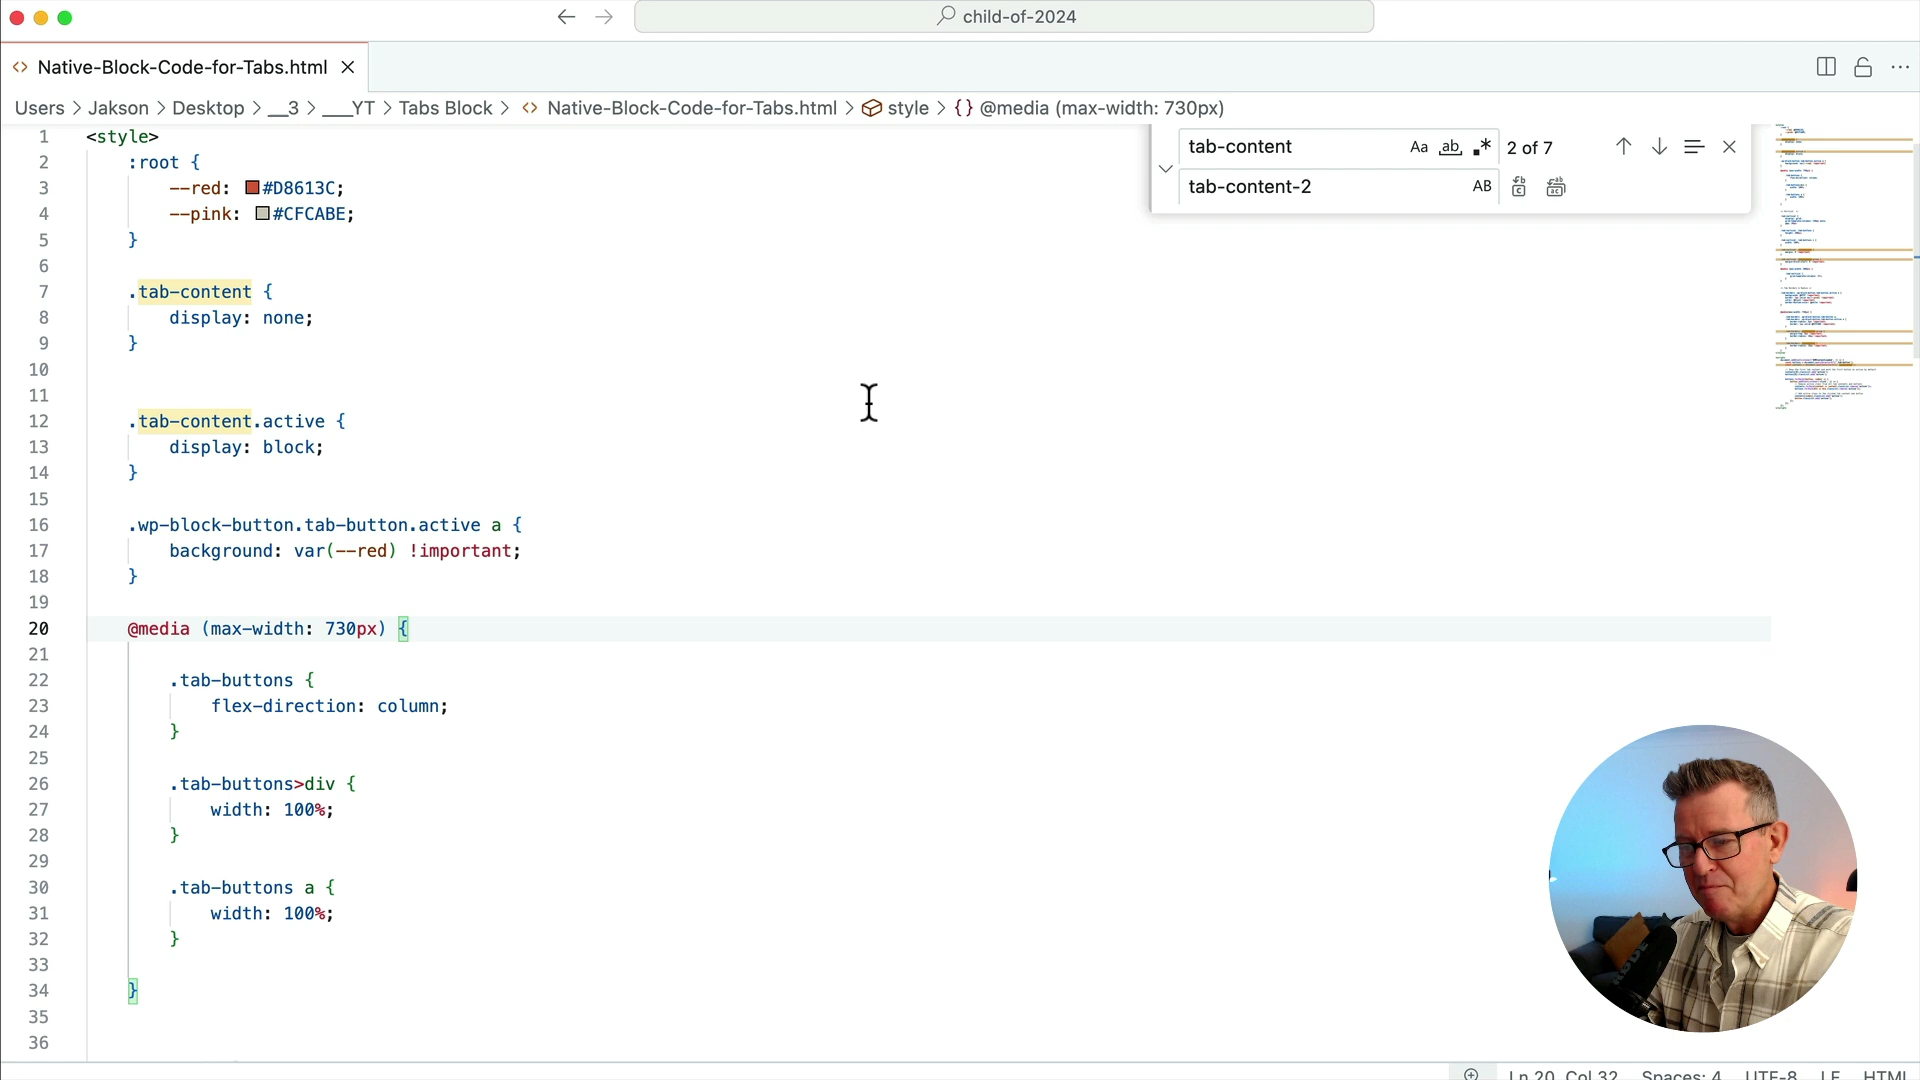 child-of-2024
Native-Block-Code-for-Tabs.html
Users > Jakson > Desktop > __3 > ___YT > Tabs Block > Native-Block-Code-for-Tabs.html > style > {} @media (max-width: 730px)
tab-content Aa ab .* 2 of 7
tab-content-2 AB
1 <style>
2 :root {
3 --red: #D8613C;
4 --pink: #CFCABE;
5 }
6
7 .tab-content {
8 display: none;
9 }
10
11
12 .tab-content.active {
13 display: block;
14 }
15
16 .wp-block-button.tab-button.active a {
17 background: var(--red) !important;
18 }
19
20 @media (max-width: 730px) {
21
22 .tab-buttons {
23 flex-direction: column;
24 }
25
26 .tab-buttons>div {
27 width: 100%;
28 }
29
30 .tab-buttons a {
31 width: 100%;
32 }
33
34 }
35
36
Ln 20, Col 32 Spaces: 4 UTF-8 LF HTML